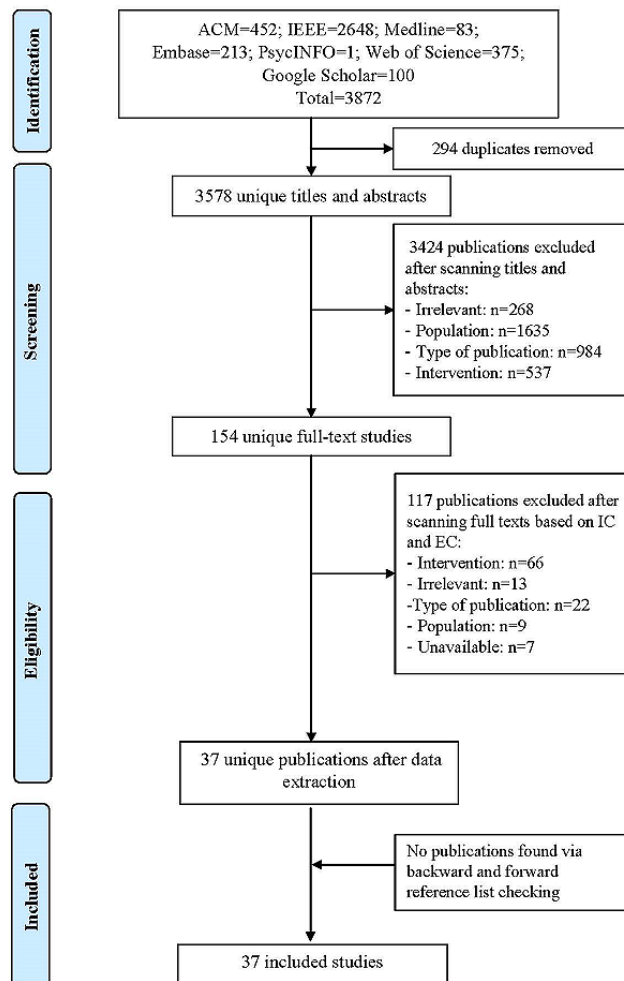 Identification
ACM=452; IEEE=2648; Medline=83;
Embase=213; PsycINFO=1; Web of Science=375;
Google Scholar=100
Total=3872
294 duplicates removed
Screening
3578 unique titles and abstracts
3424 publications excluded
after scanning titles and
abstracts:
- Irrelevant: n=268
- Population: n=1635
- Type of publication: n=984
- Intervention: n=537
154 unique full-text studies
Eligibility
117 publications excluded after
scanning full texts based on IC
and EC:
- Intervention: n=66
- Irrelevant: n=13
-Type of publication: n=22
- Population: n=9
- Unavailable: n=7
37 unique publications after data
extraction
Included
No publications found via
backward and forward
reference list checking
37 included studies